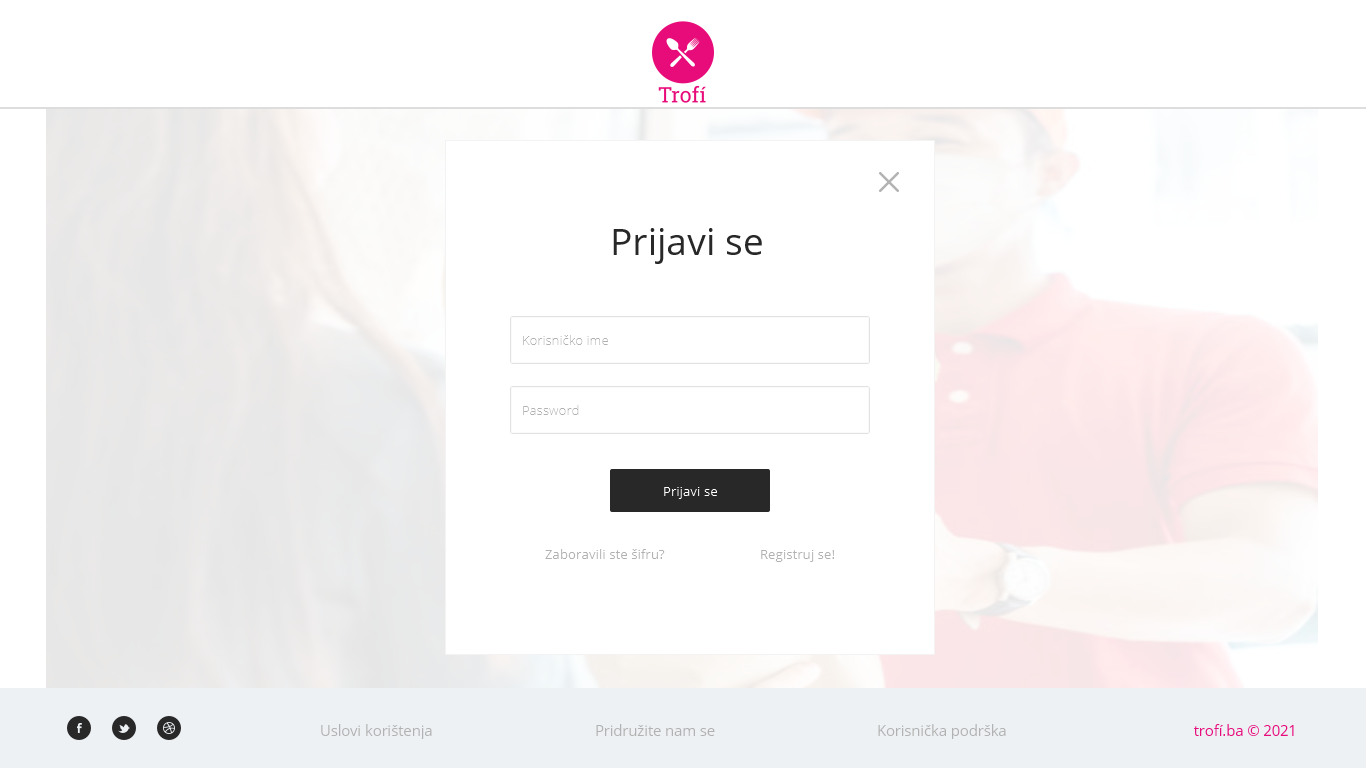 Trofí
Prijavi se
Korisničko ime
Password
Prijavi se
Zaboravili ste šifru? Registruj se!
Uslovi korištenja Pridružite nam se Korisnička podrška trofí.ba © 2021